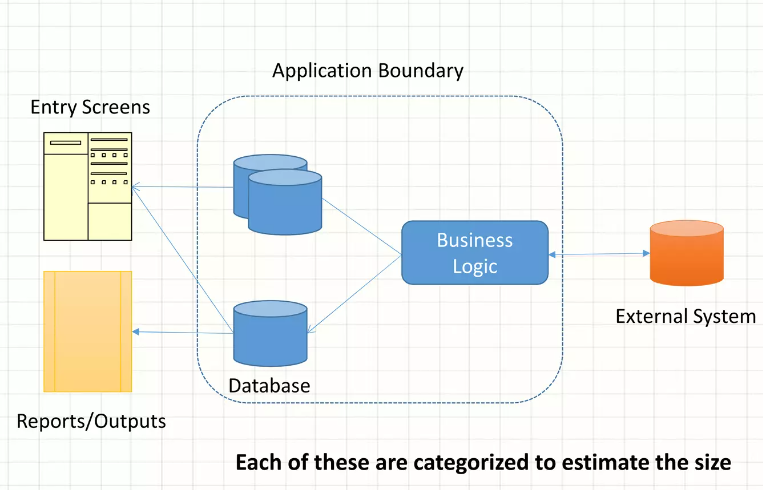 Application Boundary
Entry Screens
Business
Logic
External System
Database
Reports/Outputs
Each of these are categorized to estimate the size